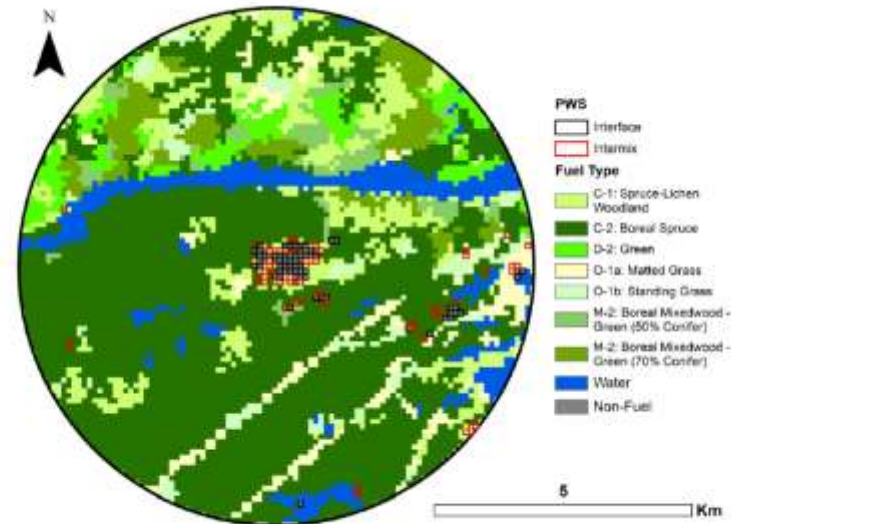 N
PWS
Interface
Intermix
Fuel Type
C-1: Spruce-Lichen
Woodland
C-2: Boreal Spruce
D-2: Green
O-1a: Matted Grass
O-1b: Standing Grass
M-2: Boreal Mixedwood -
Green (50% Conifer)
M-2: Boreal Mixedwood -
Green (70% Conifer)
Water
Non-Fuel
5
Km